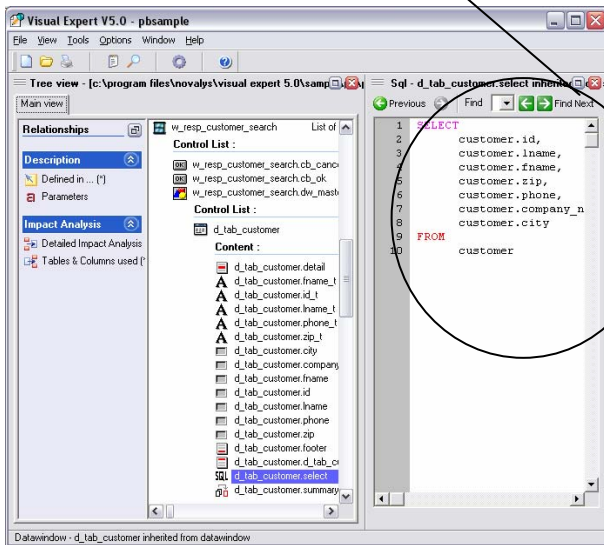 Visual Expert V5.0 - pbsample
File View Tools Options Window Help
Tree view - [c:\program files\novalys\visual expert 5.0\samp
Main view
Relationships
Description
Defined in ... (*)
Parameters
Impact Analysis
Detailed Impact Analysis
Tables & Columns used (*
w_resp_customer_search List of
Control List :
w_resp_customer_search.cb_canc
w_resp_customer_search.cb_ok
w_resp_customer_search.dw_mast
Control List :
d_tab_customer
Content :
d_tab_customer.detail
d_tab_customer.fname_t
d_tab_customer.id_t
d_tab_customer.lname_t
d_tab_customer.phone_t
d_tab_customer.zip_t
d_tab_customer.city
d_tab_customer.company
d_tab_customer.fname
d_tab_customer.id
d_tab_customer.lname
d_tab_customer.phone
d_tab_customer.zip
d_tab_customer.footer
d_tab_customer.d_tab_cu
SQL d_tab_customer.select
d_tab_customer.summary
Sql - d_tab_customer.select inherited
Previous Find Find Next
1 SELECT
2 customer.id,
3 customer.lname,
4 customer.fname,
5 customer.zip,
6 customer.phone,
7 customer.company_n
8 customer.city
9 FROM
10 customer
Datawindow - d_tab_customer inherited from datawindow